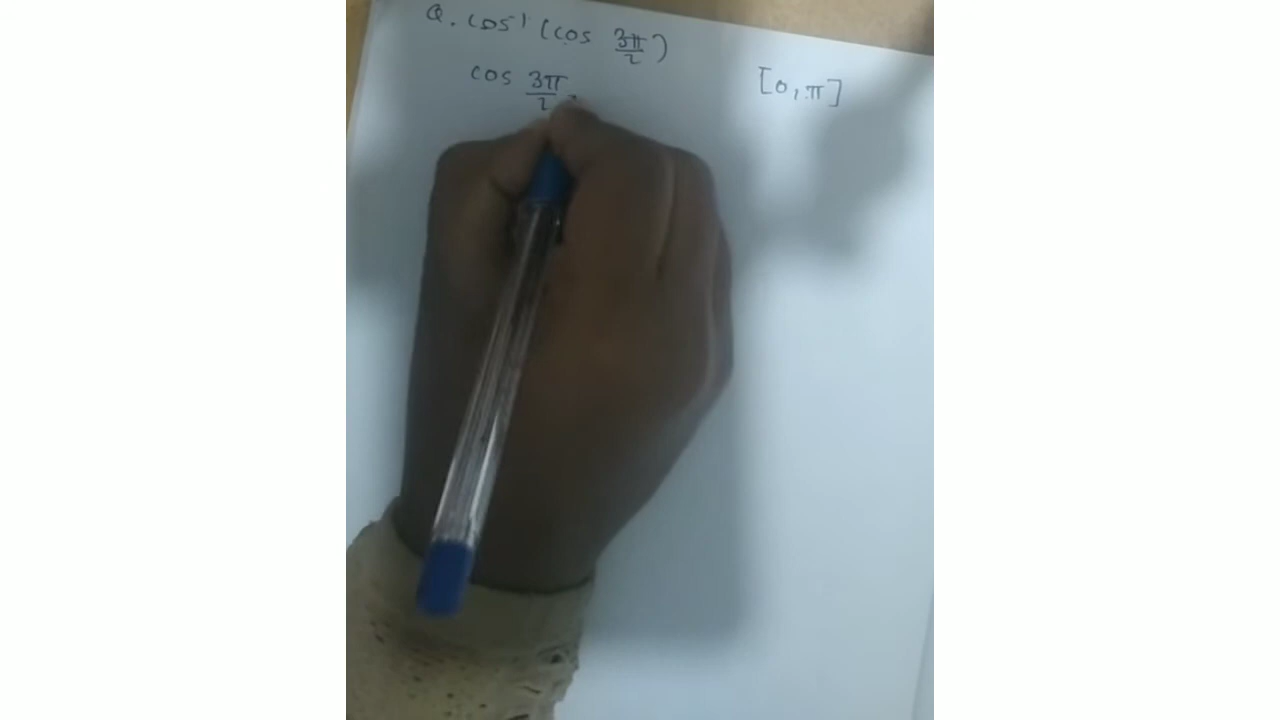 Q. cos⁻¹ (cos 3π/2)
cos 3π/2 =
[0, π]